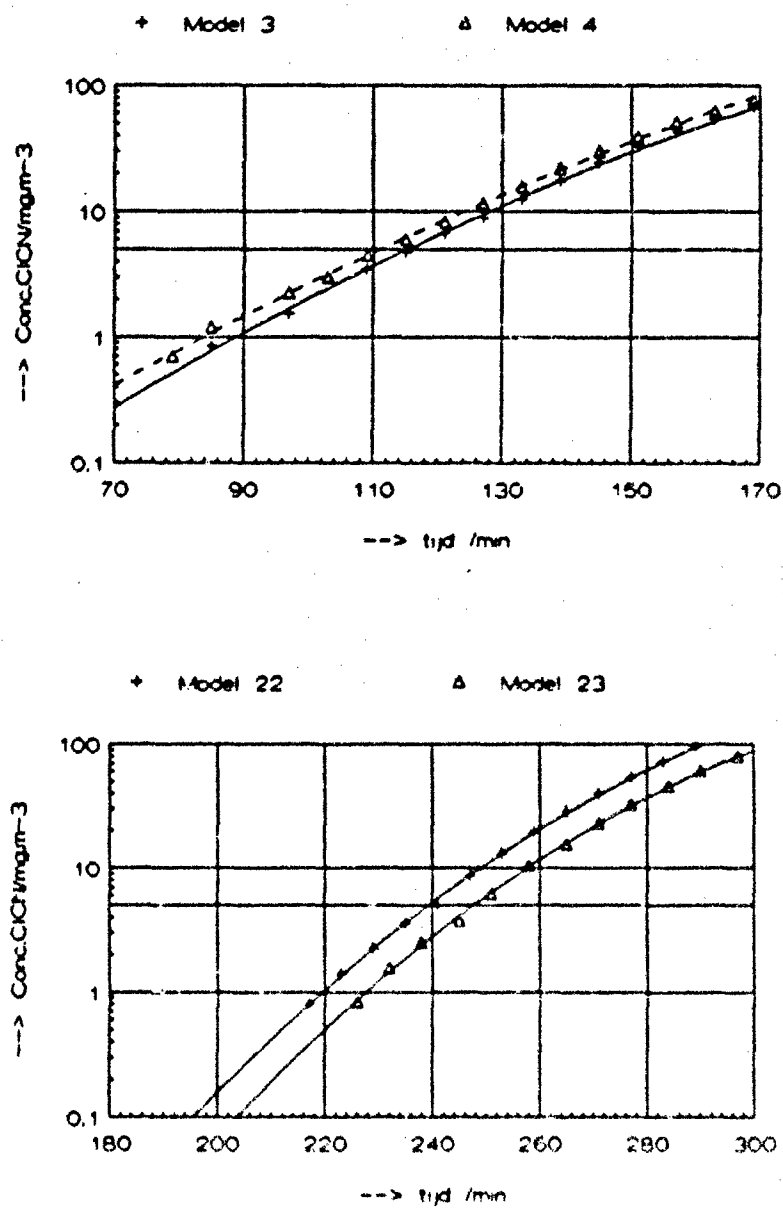 + Model 3 △ Model 4
100
10
1
0.1
--> Conc.ClCN/mg.m-3
70 90 110 130 150 170
--> tijd /min
+ Model 22 △ Model 23
100
10
1
0.1
--> Conc.ClCN/mg.m-3
180 200 220 240 260 280 300
--> tijd /min